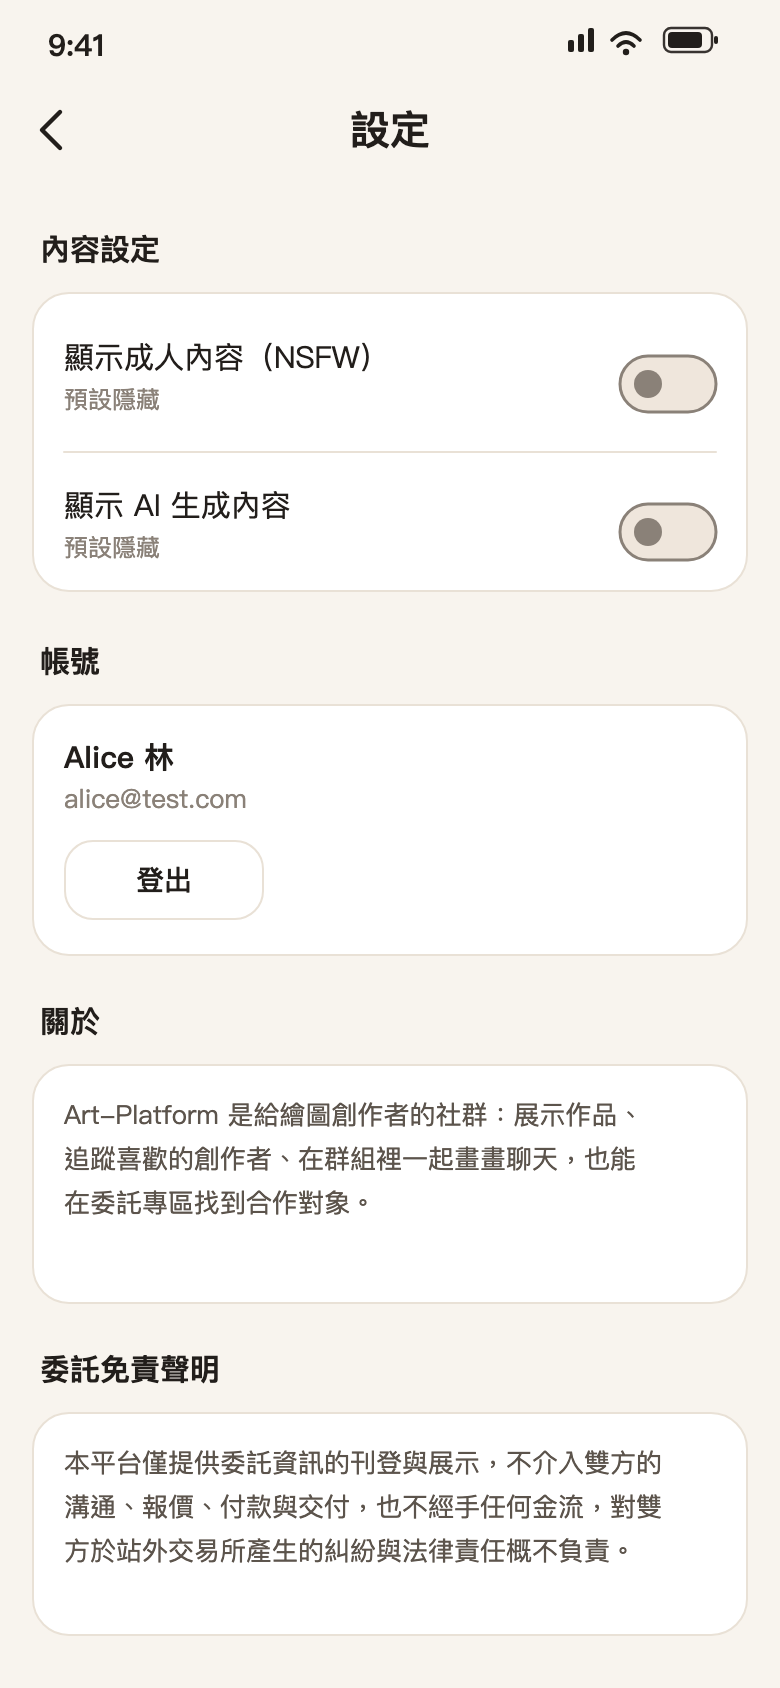 9:41
設定
內容設定
顯示成人內容（NSFW）
預設隱藏
顯示 AI 生成內容
預設隱藏
帳號
Alice 林
alice@test.com
登出
關於
Art-Platform 是給繪圖創作者的社群：展示作品、
追蹤喜歡的創作者、在群組裡一起畫畫聊天，也能
在委託專區找到合作對象。
委託免責聲明
本平台僅提供委託資訊的刊登與展示，不介入雙方的
溝通、報價、付款與交付，也不經手任何金流，對雙
方於站外交易所產生的糾紛與法律責任概不負責。